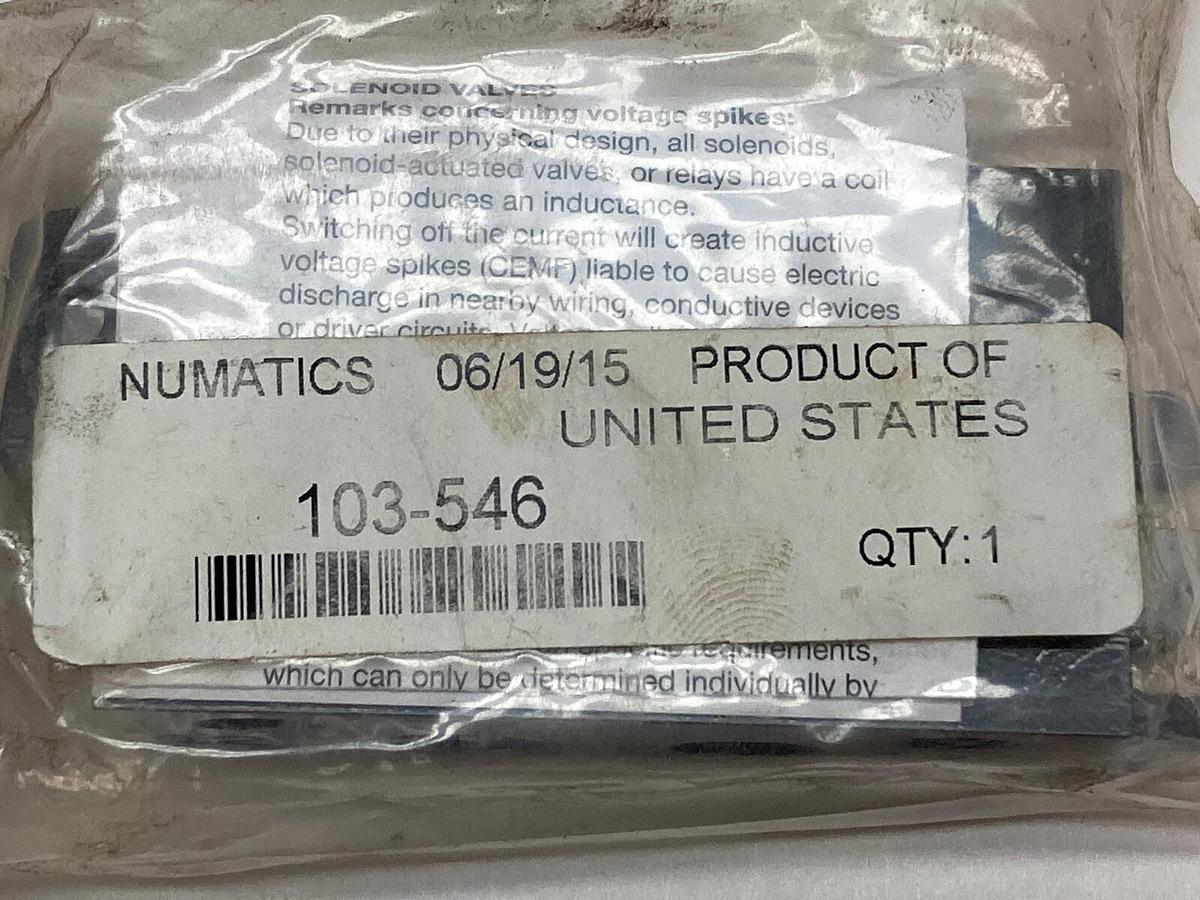 SOLENOID VALVES
Remarks concerning voltage spikes:
Due to their physical design, all solenoids,
solenoid-actuated valves, or relays have a coil
which produces an inductance.
Switching off the current will create inductive
voltage spikes (CEMF) liable to cause electric
discharge in nearby wiring, conductive devices
or driver circuits.
NUMATICS 06/19/15 PRODUCT OF
UNITED STATES
103-546
QTY:1
requirements,
which can only be determined individually by